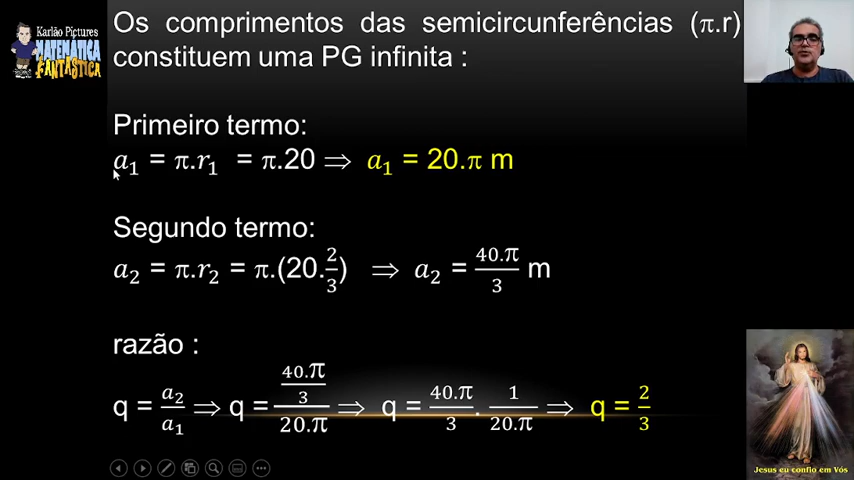 Karlão Pictures
MATEMÁTICA
FANTÁSTICA
Os comprimentos das semicircunferências (π.r)
constituem uma PG infinita :
Primeiro termo:
a₁ = π.r₁ = π.20 ⇒ a₁ = 20.π m
Segundo termo:
a₂ = π.r₂ = π.(20.2/3) ⇒ a₂ = 40.π/3 m
razão :
q = a₂/a₁ ⇒ q = (40.π/3)/(20.π) ⇒ q = 40.π/3 . 1/20.π ⇒ q = 2/3
Jesus eu confio em Vós